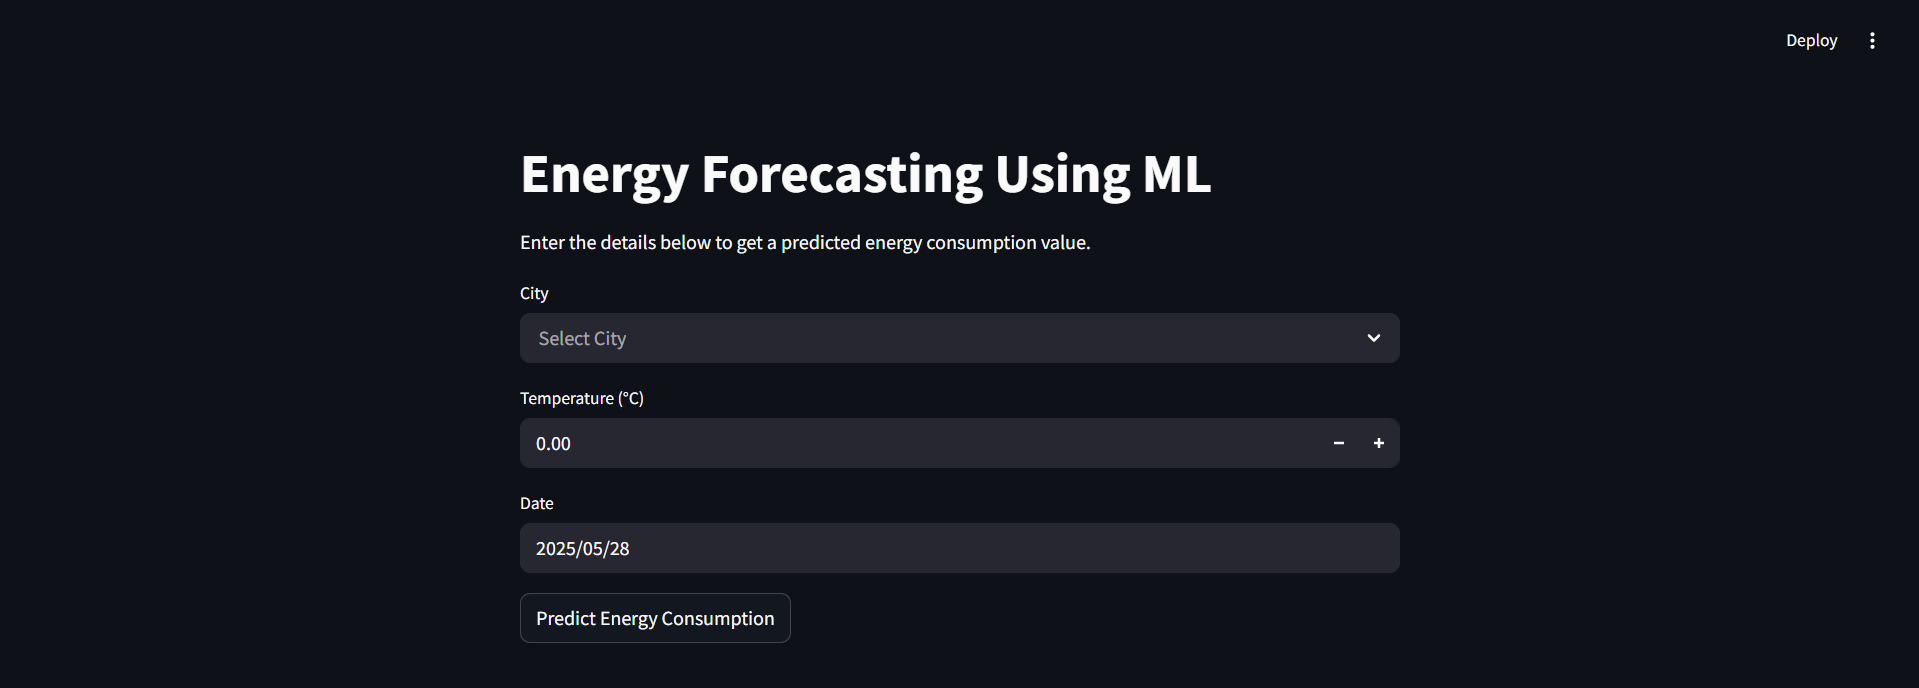 Deploy
Energy Forecasting Using ML
Enter the details below to get a predicted energy consumption value.
City
Select City
Temperature (°C)
0.00
Date
2025/05/28
Predict Energy Consumption